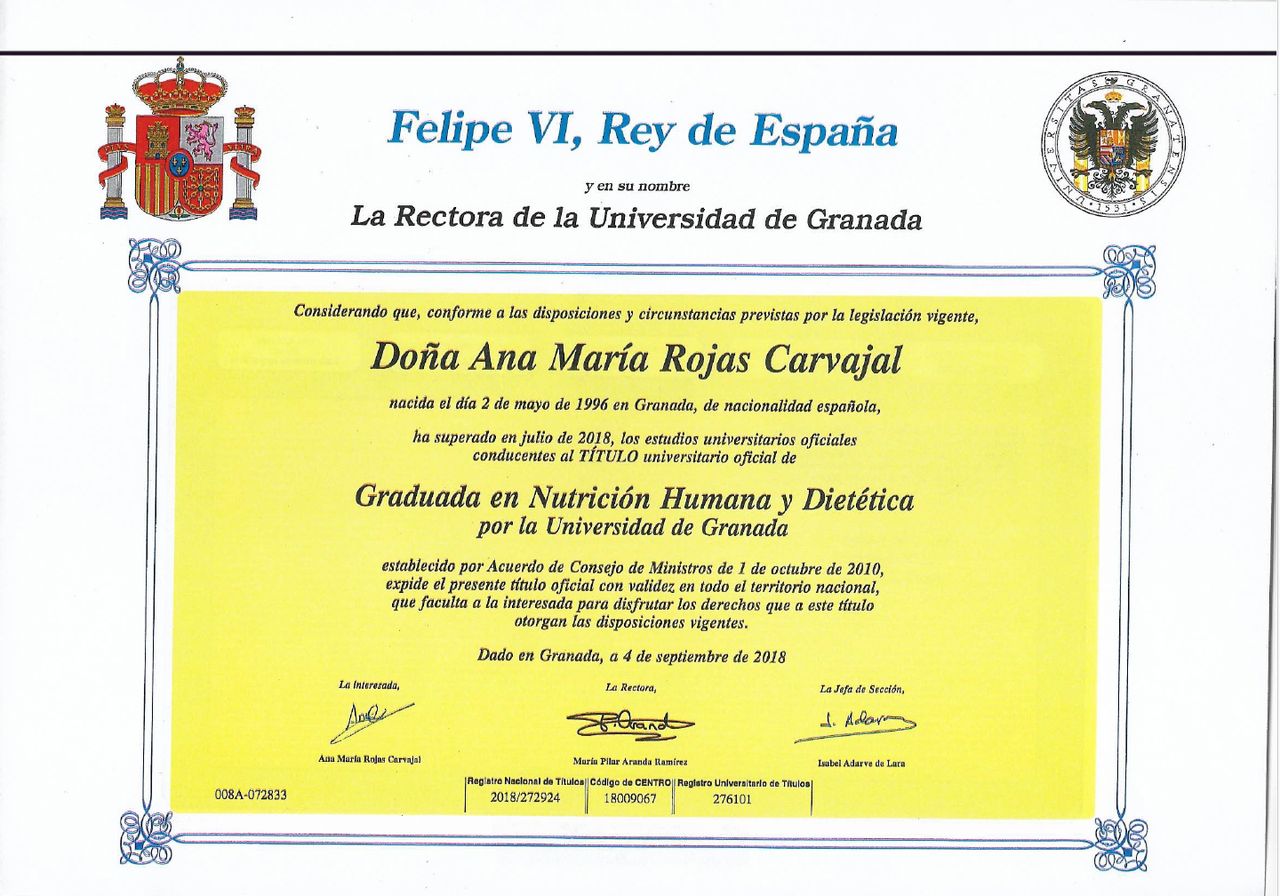 Felipe VI, Rey de España
PLVS VLTRA
UNIVERSITAS GRANATENSIS · 1531 ·
y en su nombre
La Rectora de la Universidad de Granada
Considerando que, conforme a las disposiciones y circunstancias previstas por la legislación vigente,
Doña Ana María Rojas Carvajal
nacida el día 2 de mayo de 1996 en Granada, de nacionalidad española,
ha superado en julio de 2018, los estudios universitarios oficiales
conducentes al TÍTULO universitario oficial de
Graduada en Nutrición Humana y Dietética
por la Universidad de Granada
establecido por Acuerdo de Consejo de Ministros de 1 de octubre de 2010,
expide el presente título oficial con validez en todo el territorio nacional,
que faculta a la interesada para disfrutar los derechos que a este título
otorgan las disposiciones vigentes.
Dado en Granada, a 4 de septiembre de 2018
La interesada, La Rectora, La Jefa de Sección,
Ana P. Aranda I. Adarve
Ana María Rojas Carvajal María Pilar Aranda Ramírez Isabel Adarve de Lara
Registro Nacional de Títulos Código de CENTRO Registro Universitario de Títulos
008A-072833 2018/272924 18009067 276101